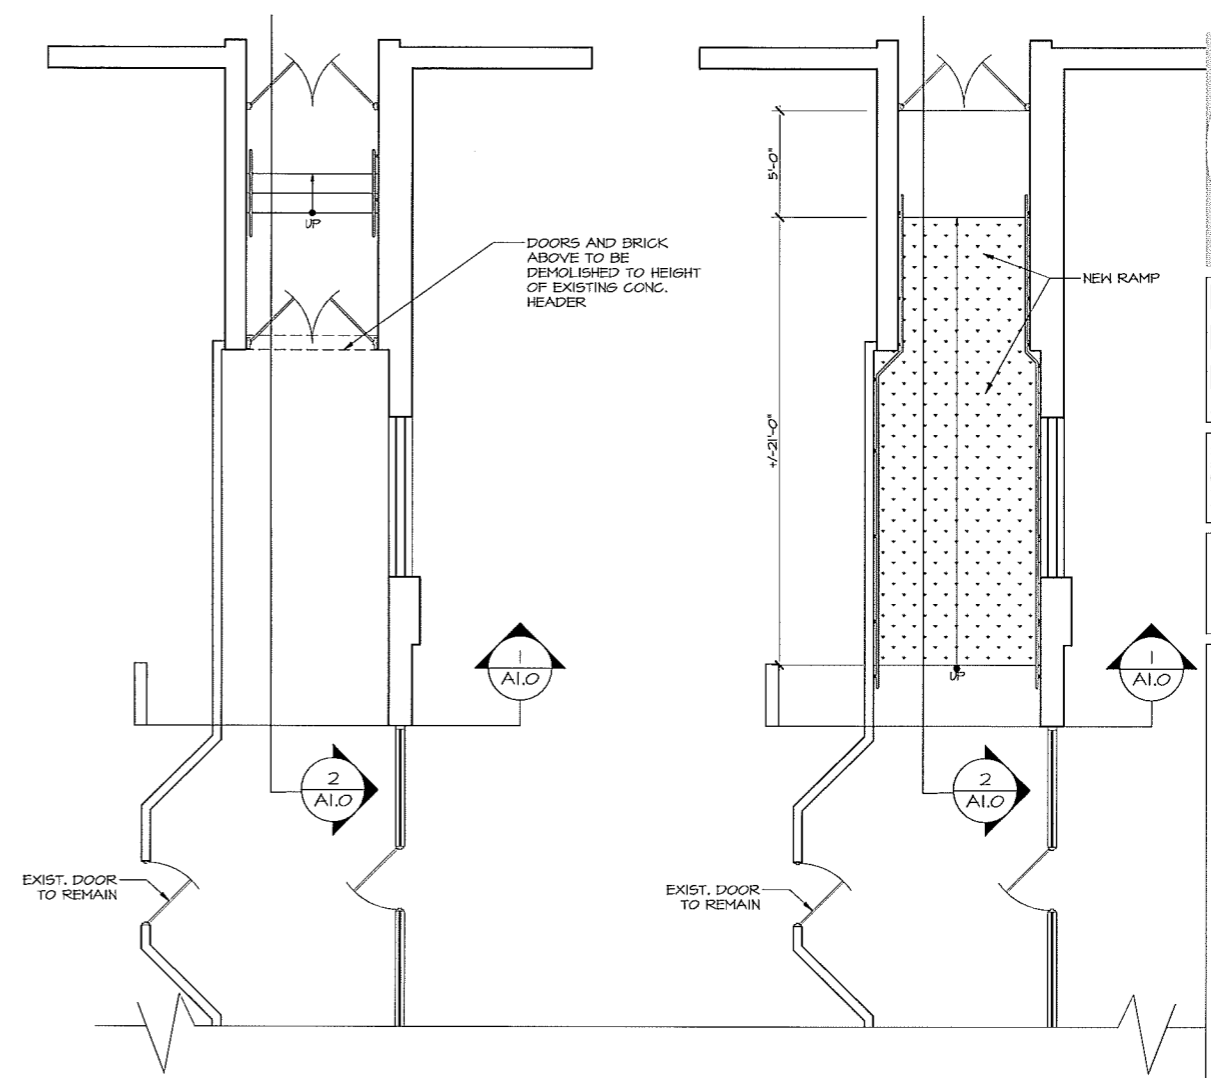 UP
DOORS AND BRICK
ABOVE TO BE
DEMOLISHED TO HEIGHT
OF EXISTING CONC.
HEADER
1
A1.0
2
A1.0
EXIST. DOOR
TO REMAIN
5'-0"
+/-21'-0"
NEW RAMP
UP
1
A1.0
2
A1.0
EXIST. DOOR
TO REMAIN